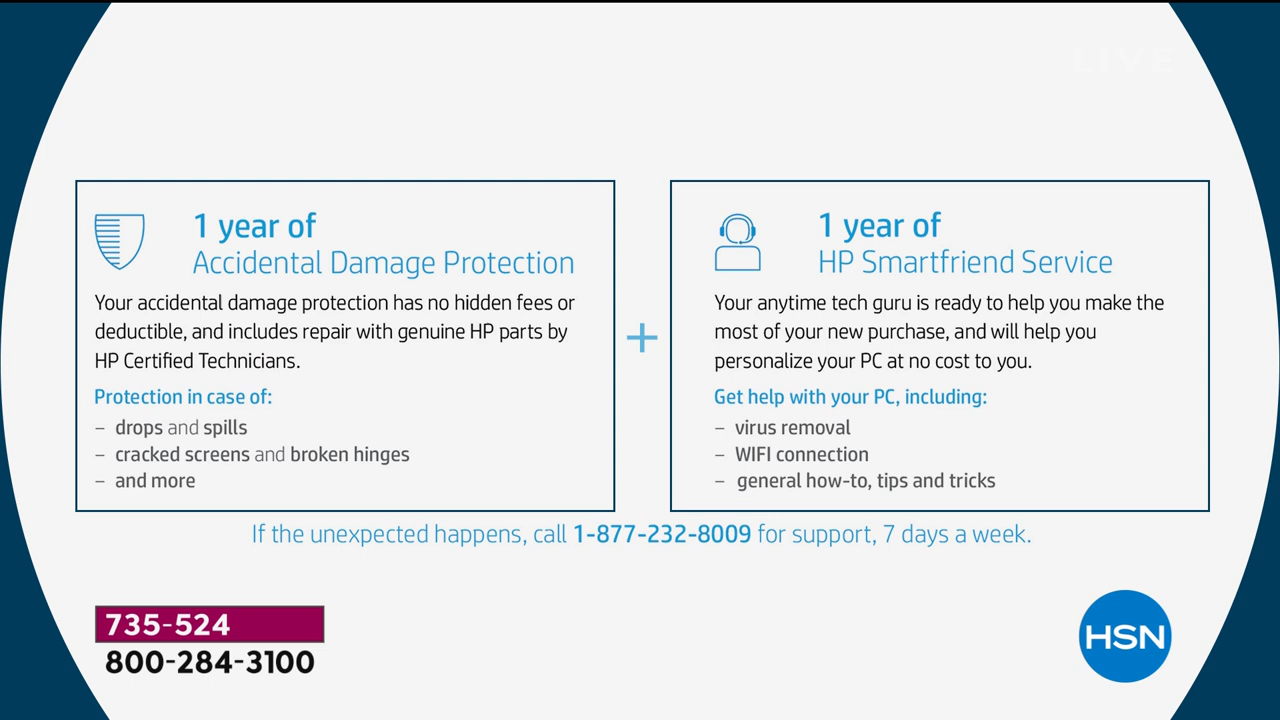 LIVE
1 year of
Accidental Damage Protection
Your accidental damage protection has no hidden fees or
deductible, and includes repair with genuine HP parts by
HP Certified Technicians.
Protection in case of:
– drops and spills
– cracked screens and broken hinges
– and more
+
1 year of
HP Smartfriend Service
Your anytime tech guru is ready to help you make the
most of your new purchase, and will help you
personalize your PC at no cost to you.
Get help with your PC, including:
– virus removal
– WIFI connection
– general how-to, tips and tricks
If the unexpected happens, call 1-877-232-8009 for support, 7 days a week.
735-524
800-284-3100
HSN